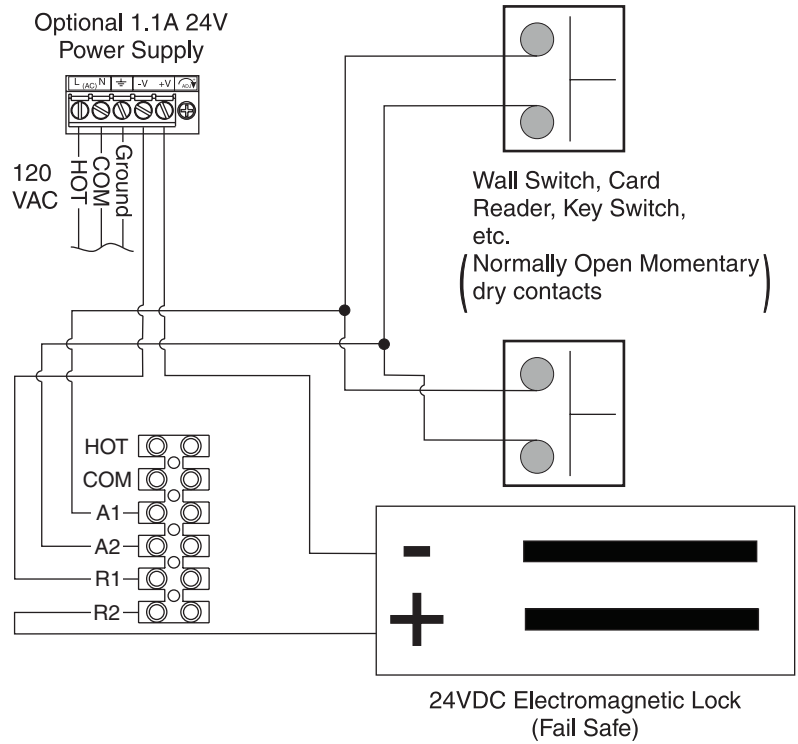 Optional 1.1A 24V
Power Supply
L (AC) N -V +V ADJ
120
VAC
HOT
COM
Ground
Wall Switch, Card
Reader, Key Switch,
etc.
(Normally Open Momentary
dry contacts)
HOT
COM
A1
A2
R1
R2
- 
+
24VDC Electromagnetic Lock
(Fail Safe)